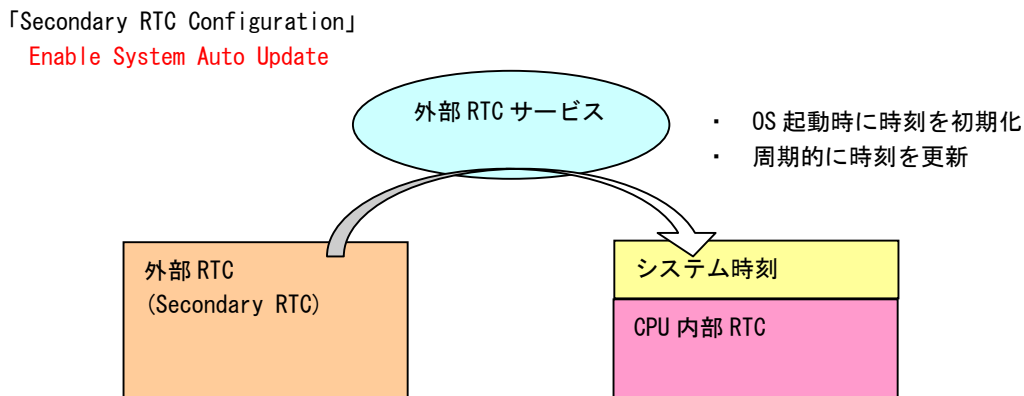 「Secondary RTC Configuration」
Enable System Auto Update
外部 RTC サービス
・ OS 起動時に時刻を初期化
・ 周期的に時刻を更新
外部 RTC
(Secondary RTC)
システム時刻
CPU 内部 RTC